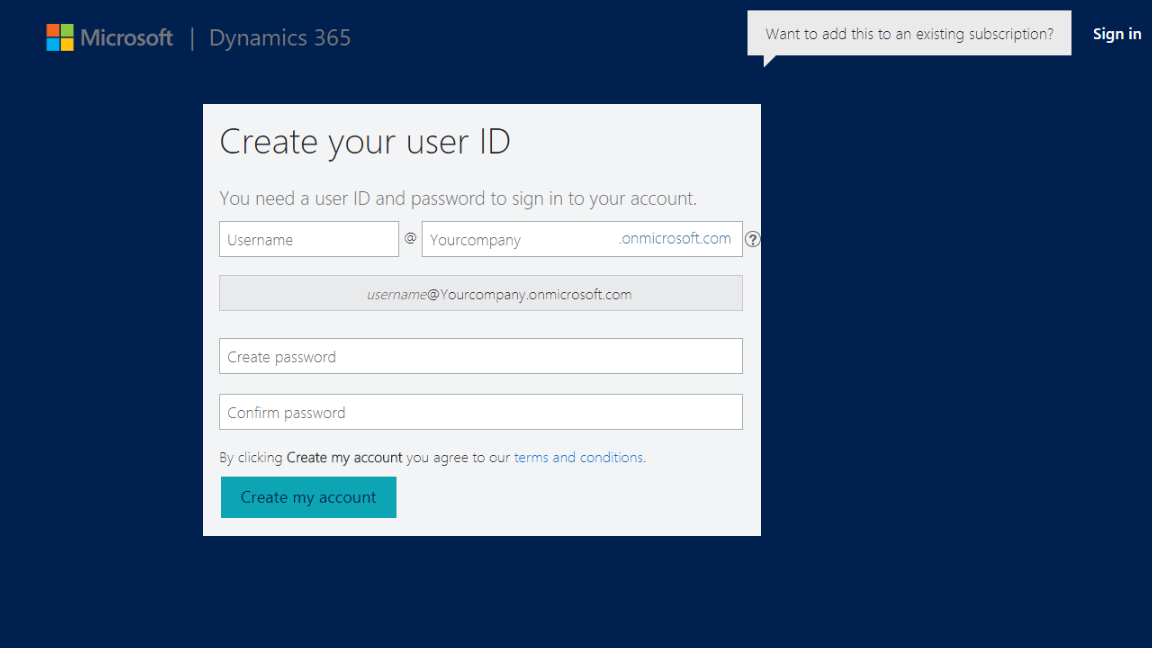 Microsoft | Dynamics 365
Want to add this to an existing subscription?
Sign in
Create your user ID
You need a user ID and password to sign in to your account.
Username @ Yourcompany .onmicrosoft.com ?
username@Yourcompany.onmicrosoft.com
Create password
Confirm password
By clicking Create my account you agree to our terms and conditions.
Create my account